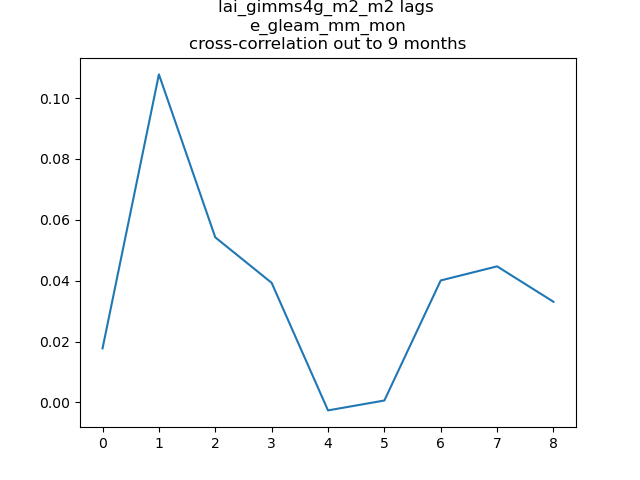 lai_gimms4g_m2_m2 lags
e_gleam_mm_mon
cross-correlation out to 9 months
0.10
0.08
0.06
0.04
0.02
0.00
0 1 2 3 4 5 6 7 8